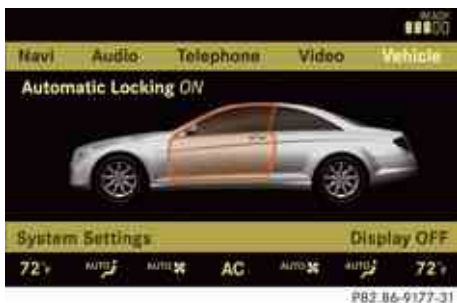 READY
Navi Audio Telephone Video Vehicle
Automatic Locking ON
System Settings Display OFF
72°F AUTO AUTO AC AUTO AUTO 72°F
P82.86-9177-31